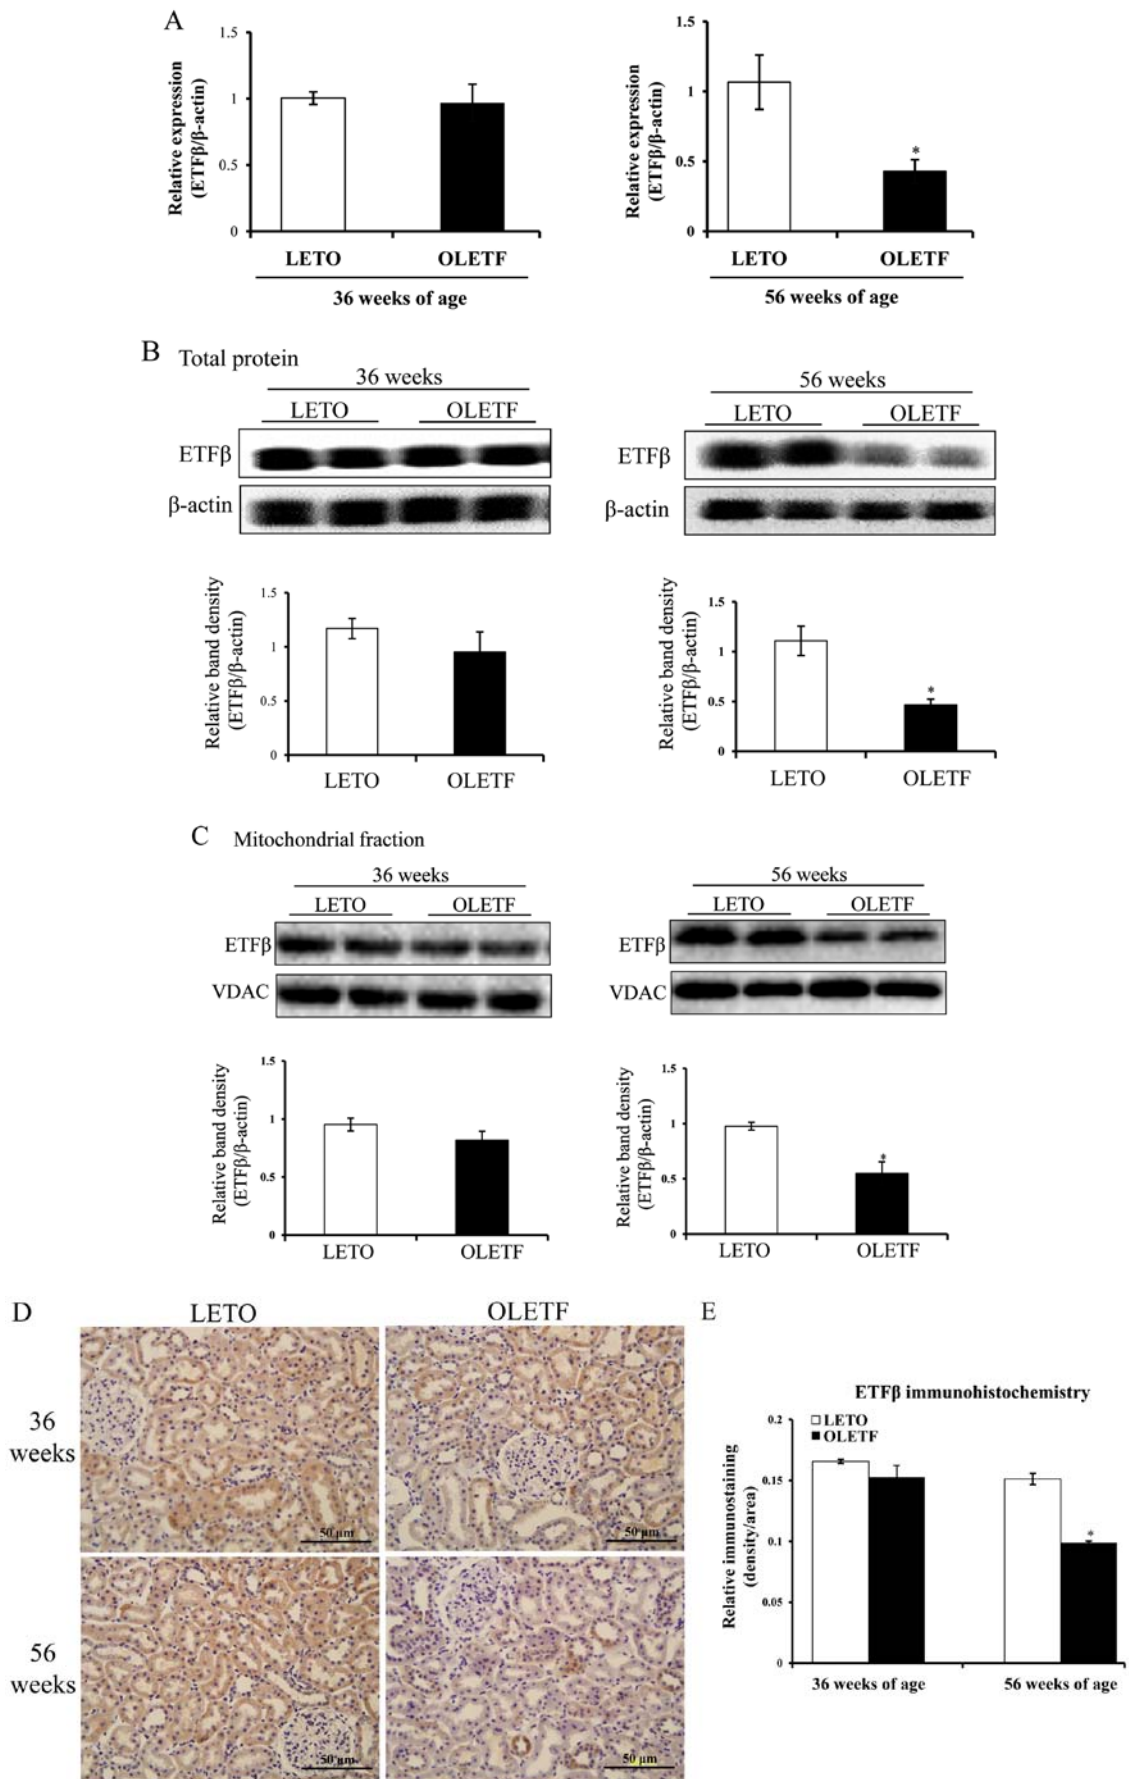 A
Relative expression
(ETFβ/β-actin)
1.5
1
0.5
0
LETO OLETF
36 weeks of age
Relative expression
(ETFβ/β-actin)
1.5
1
0.5
0
*
LETO OLETF
56 weeks of age
B Total protein
36 weeks
LETO OLETF
ETFβ
β-actin
56 weeks
LETO OLETF
ETFβ
β-actin
Relative band density
(ETFβ/β-actin)
1.5
1
0.5
0
LETO OLETF
Relative band density
(ETFβ/β-actin)
1.5
1
0.5
0
*
LETO OLETF
C Mitochondrial fraction
36 weeks
LETO OLETF
ETFβ
VDAC
56 weeks
LETO OLETF
ETFβ
VDAC
Relative band density
(ETFβ/β-actin)
1.5
1
0.5
0
LETO OLETF
Relative band density
(ETFβ/β-actin)
1.5
1
0.5
0
*
LETO OLETF
D LETO OLETF
36
weeks
50 µm 50 µm
56
weeks
50 µm 50 µm
E
ETFβ immunohistochemistry
Relative immunostaining
(density/area)
0.2
0.15
0.1
0.05
0
LETO
OLETF
*
36 weeks of age 56 weeks of age